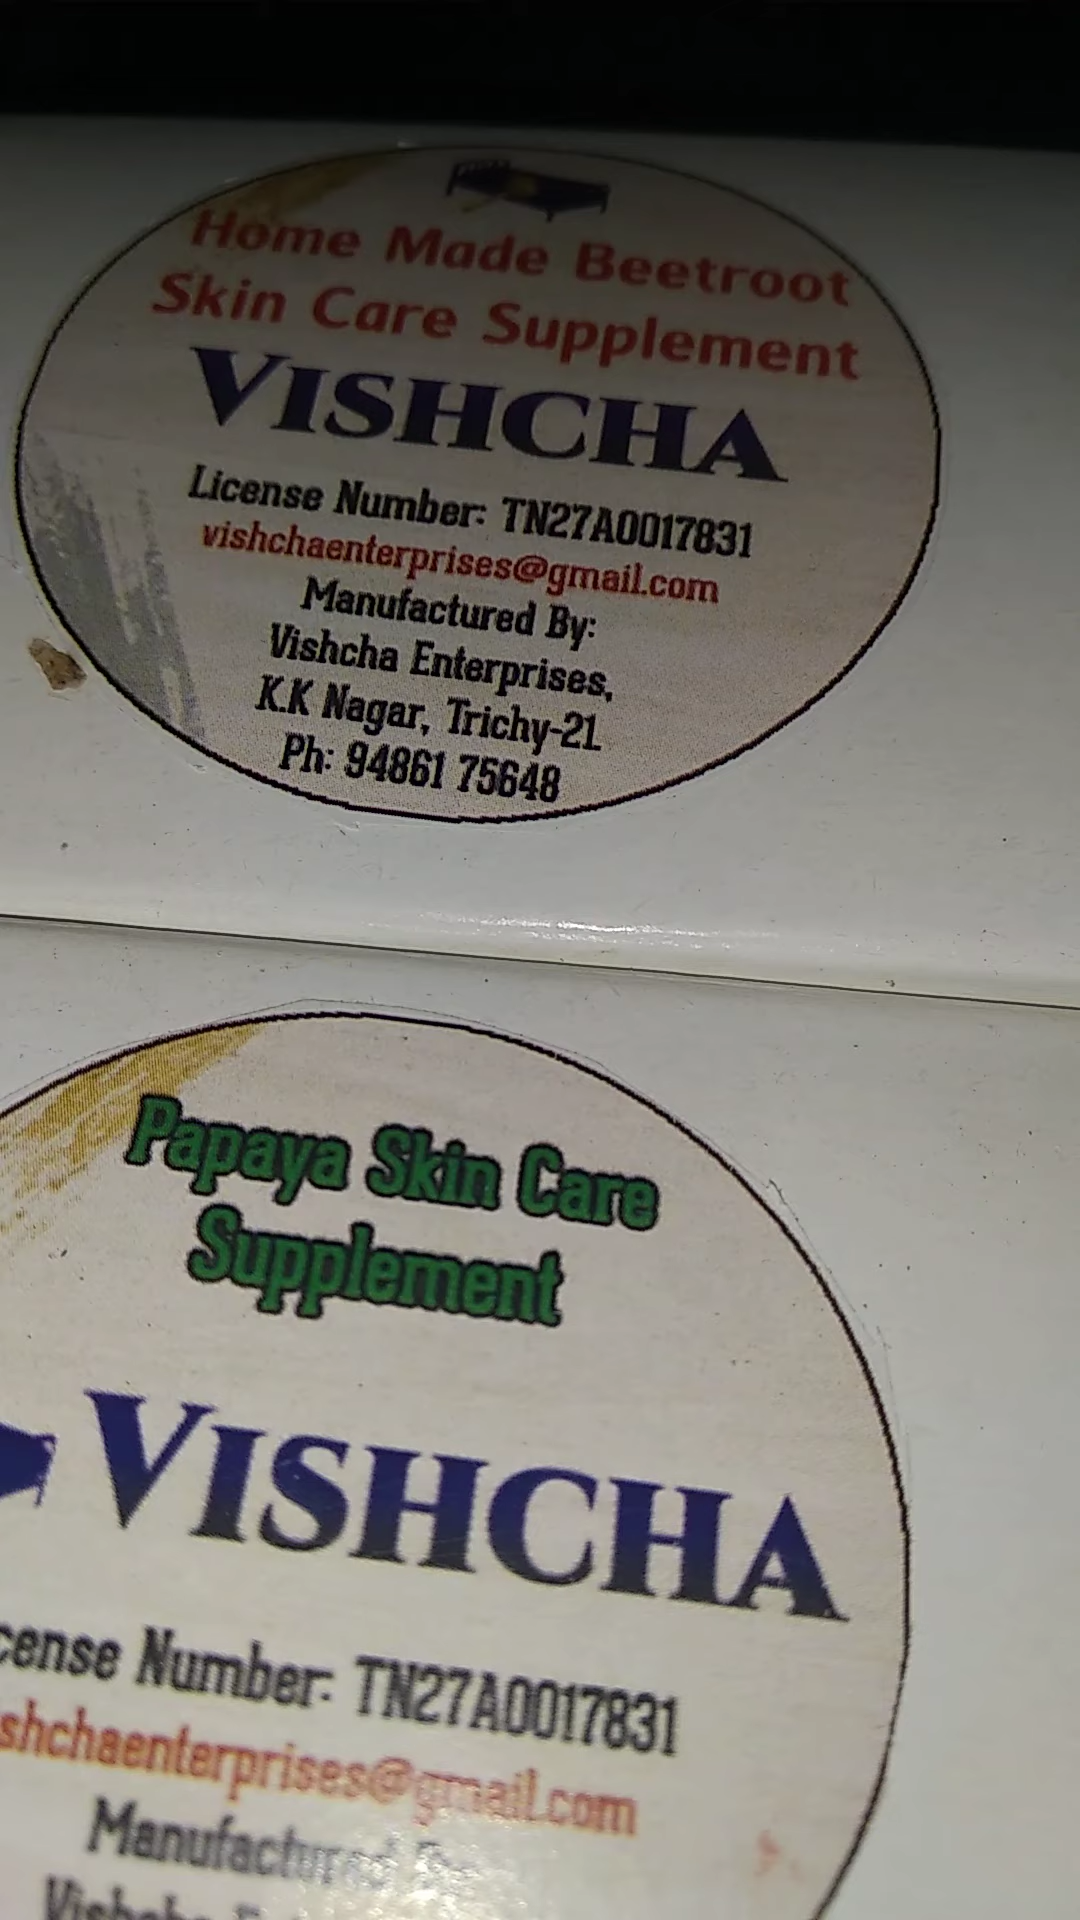 Home Made Beetroot
Skin Care Supplement
VISHCHA
License Number: TN27A0017831
vishchaenterprises@gmail.com
Manufactured By:
Vishcha Enterprises,
K.K Nagar, Trichy-21.
Ph: 94861 75648
Papaya Skin Care
Supplement
VISHCHA
cense Number: TN27A0017831
shchaenterprises@gmail.com
Manufactured
Vishcha